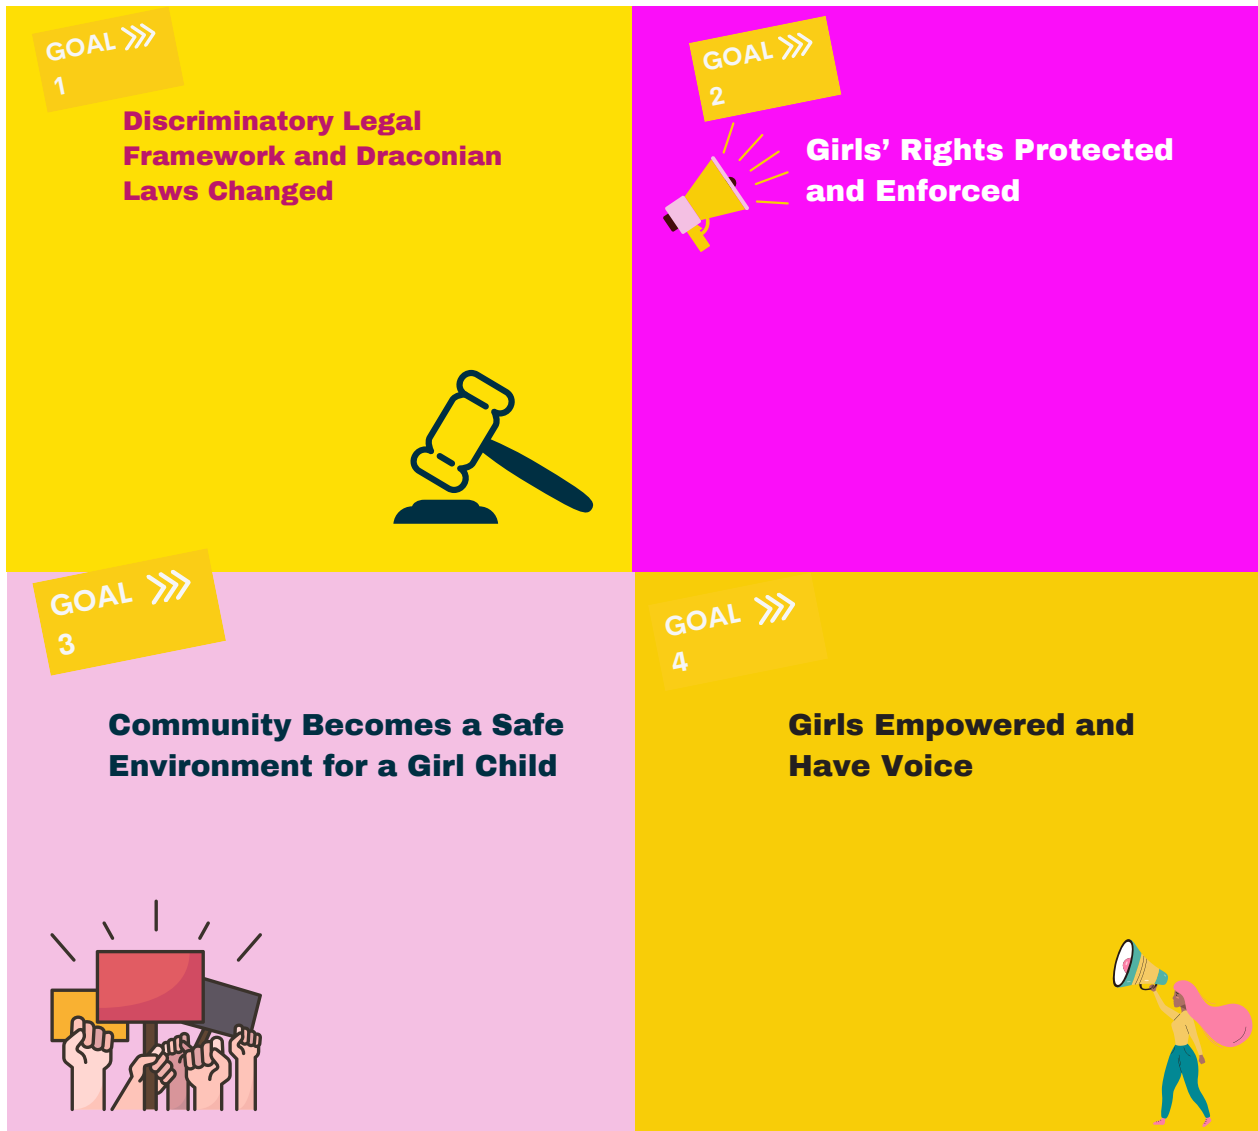 GOAL
1
Discriminatory Legal
Framework and Draconian
Laws Changed
GOAL
2
Girls’ Rights Protected
and Enforced
GOAL
3
Community Becomes a Safe
Environment for a Girl Child
GOAL
4
Girls Empowered and
Have Voice